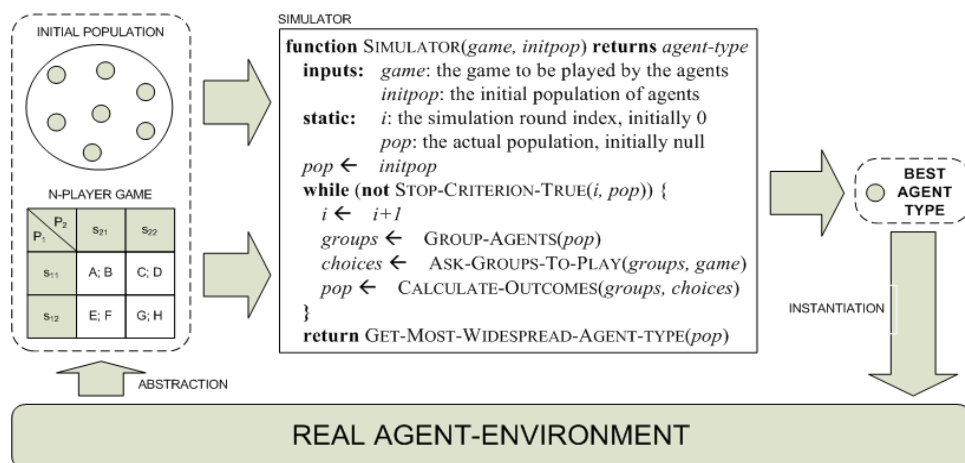 INITIAL POPULATION
N-PLAYER GAME
P₂
P₁
s₂₁
s₂₂
s₁₁
A; B
C; D
s₁₂
E; F
G; H
ABSTRACTION
SIMULATOR
function SIMULATOR(game, initpop) returns agent-type
inputs: game: the game to be played by the agents
initpop: the initial population of agents
static: i: the simulation round index, initially 0
pop: the actual population, initially null
pop ← initpop
while (not STOP-CRITERION-TRUE(i, pop)) {
i ← i+1
groups ← GROUP-AGENTS(pop)
choices ← ASK-GROUPS-TO-PLAY(groups, game)
pop ← CALCULATE-OUTCOMES(groups, choices)
}
return GET-MOST-WIDESPREAD-AGENT-TYPE(pop)
BEST
AGENT
TYPE
INSTANTIATION
REAL AGENT-ENVIRONMENT